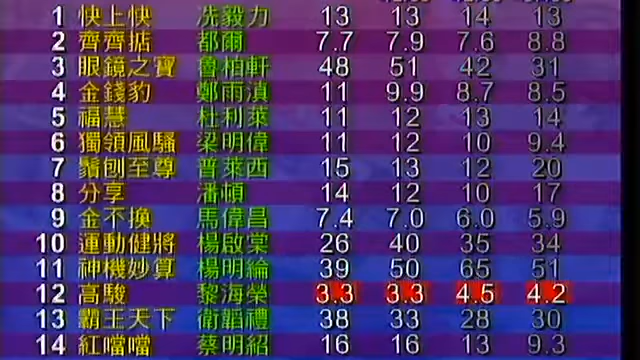 1 快上快 冼毅力 13 13 14 13
2 齊齊掂 都爾 7.7 7.9 7.6 8.8
3 眼鏡之寶 魯柏軒 48 51 42 31
4 金錢豹 鄭雨滇 11 9.9 8.7 8.5
5 福慧 杜利萊 11 12 13 14
6 獨領風騷 梁明偉 11 12 10 9.4
7 鬚刨至尊 普萊西 15 13 12 20
8 分享 潘頓 14 12 10 17
9 金不換 馬偉昌 7.4 7.0 6.0 5.9
10 運動健將 楊啟棠 26 40 35 34
11 神機妙算 楊明綸 39 50 65 51
12 高駿 黎海榮 3.3 3.3 4.5 4.2
13 霸王天下 衛韜禮 38 33 28 30
14 紅噹噹 蔡明紹 16 16 13 9.3